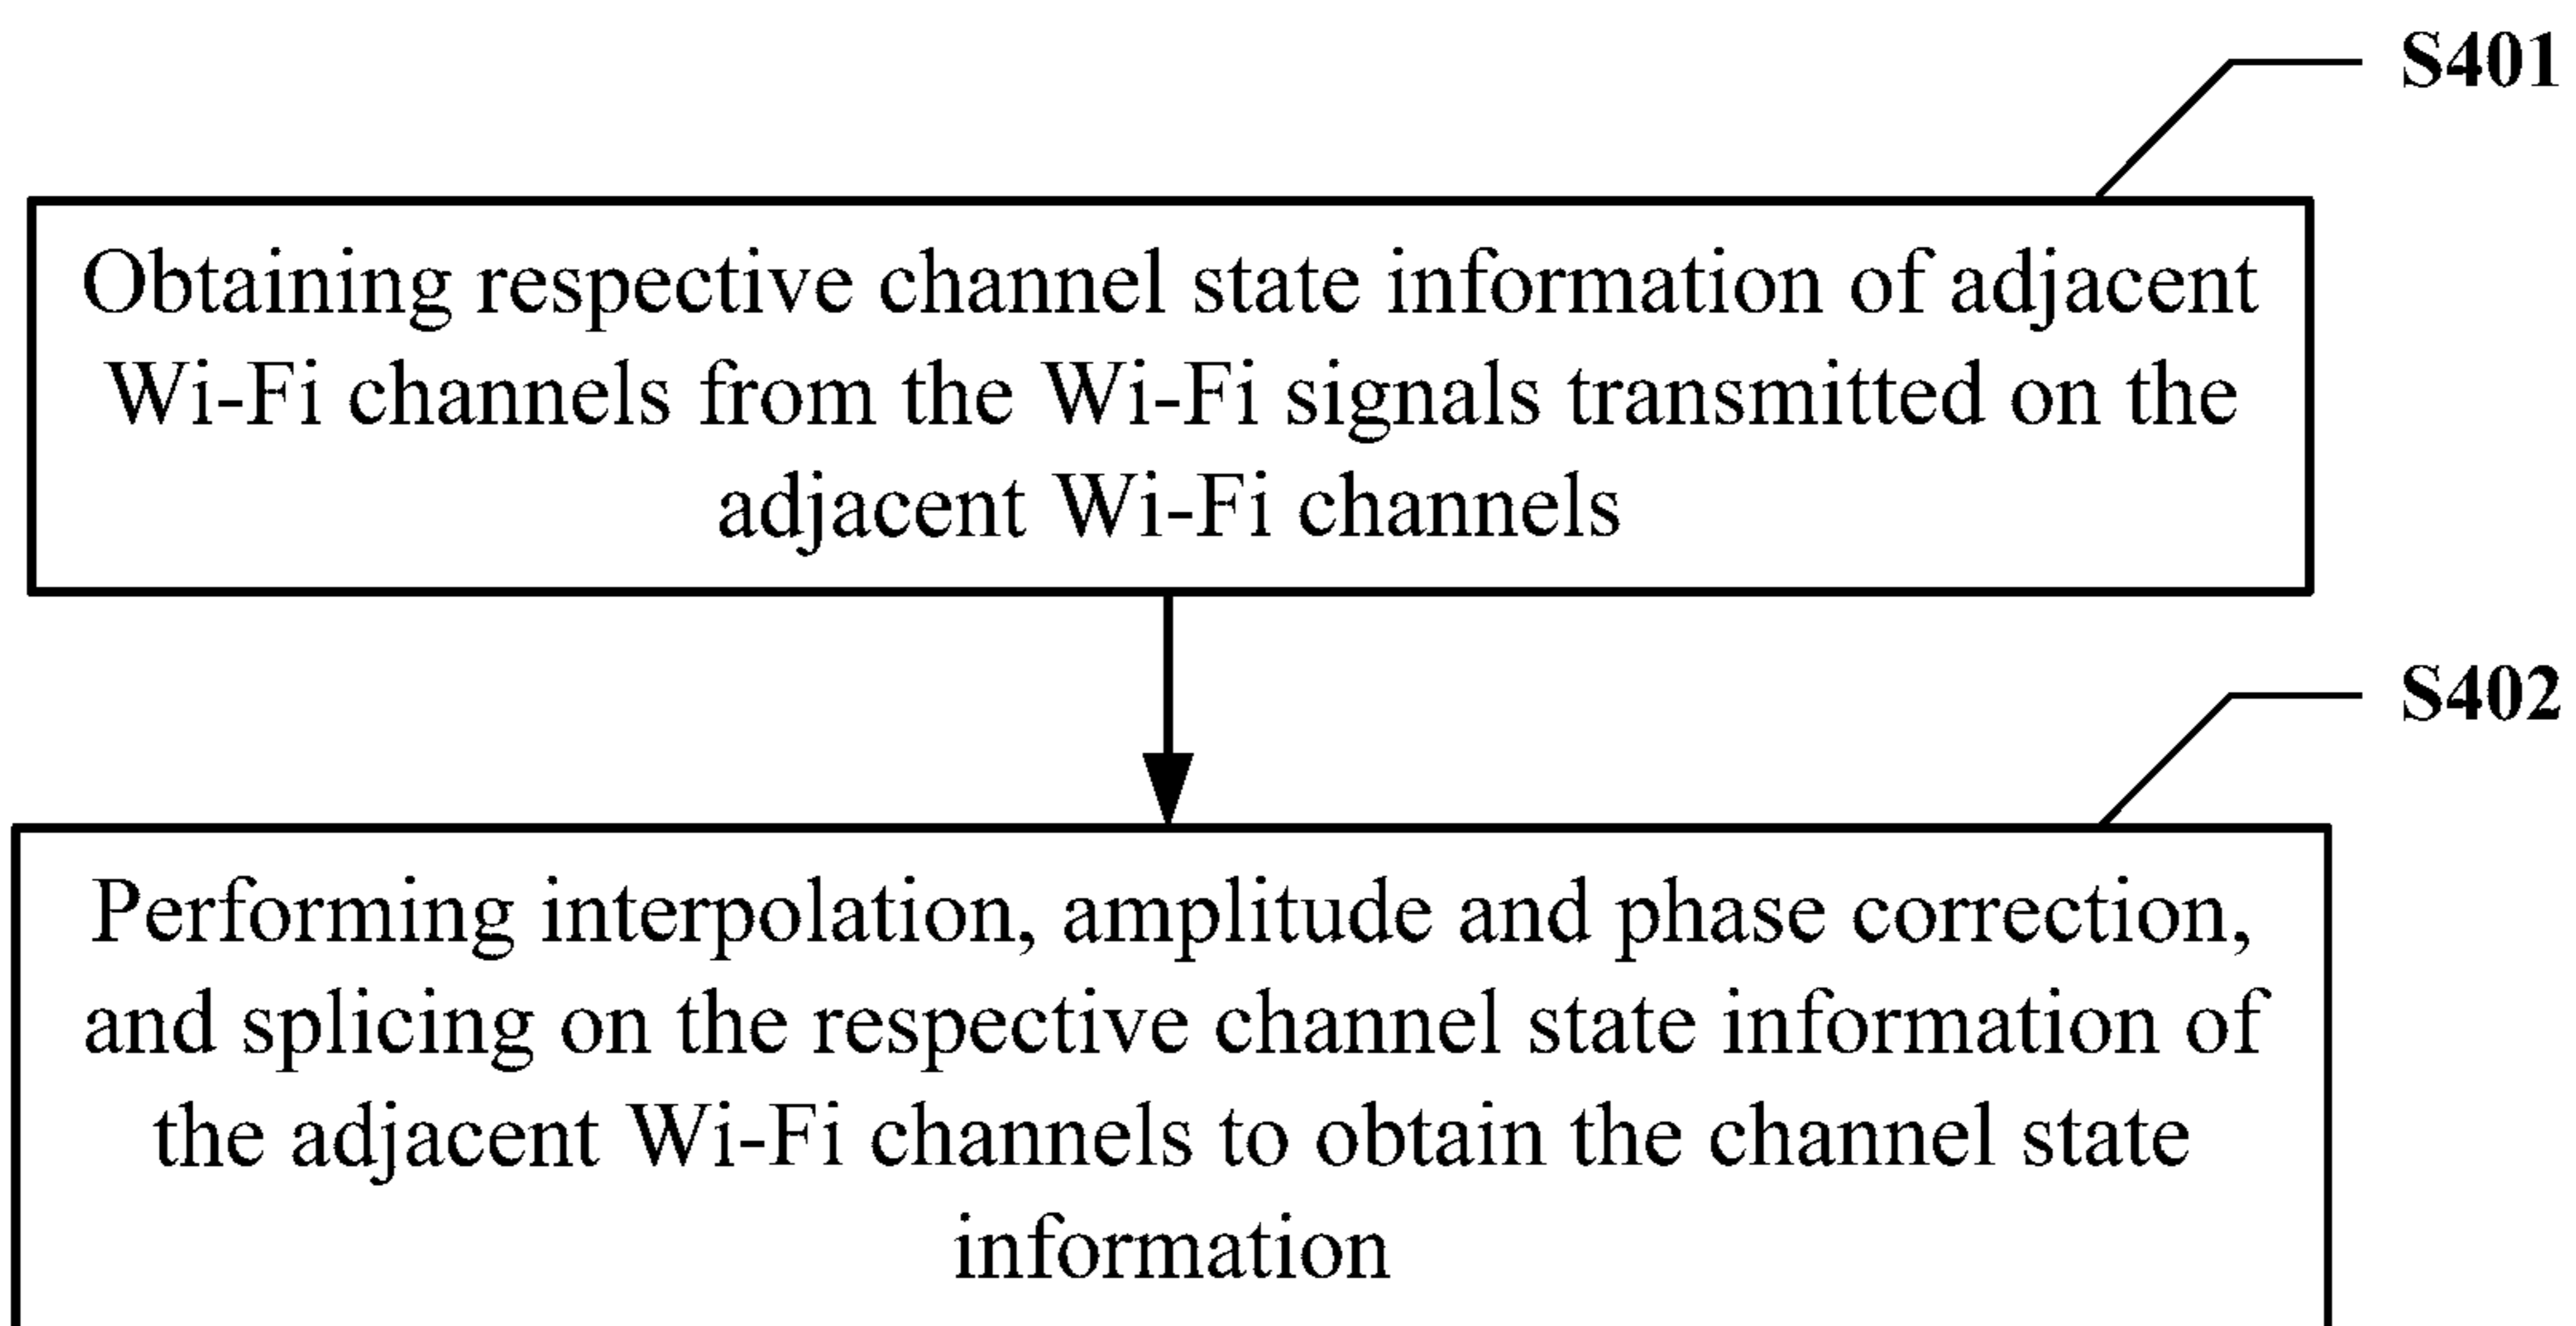 S401
Obtaining respective channel state information of adjacent
Wi-Fi channels from the Wi-Fi signals transmitted on the
adjacent Wi-Fi channels
S402
Performing interpolation, amplitude and phase correction,
and splicing on the respective channel state information of
the adjacent Wi-Fi channels to obtain the channel state
information